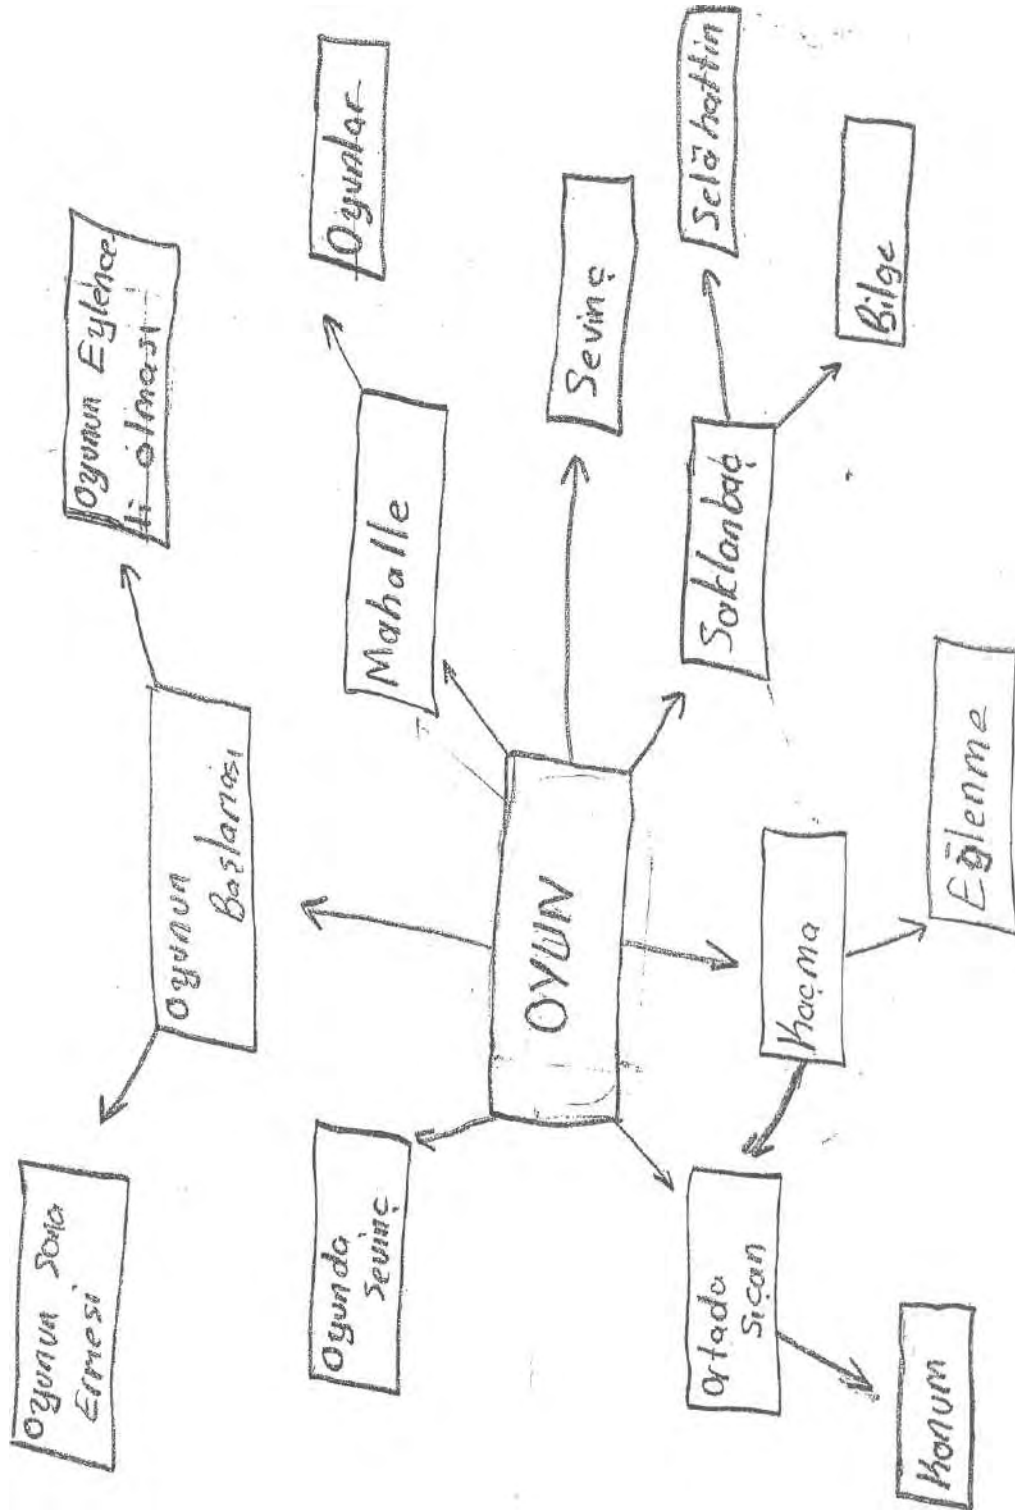 Oyunun Sona
Ermesi
Oyunun Eylence
li olması
Oyunun
Başlaması
Oyunda
sevinç
Mahalle
Oyunlar
OYUN
Sevinç
Ortada
Sıçan
Saklanbaç
Selâhattin
Kaçma
Bilge
Konum
Eğlenme